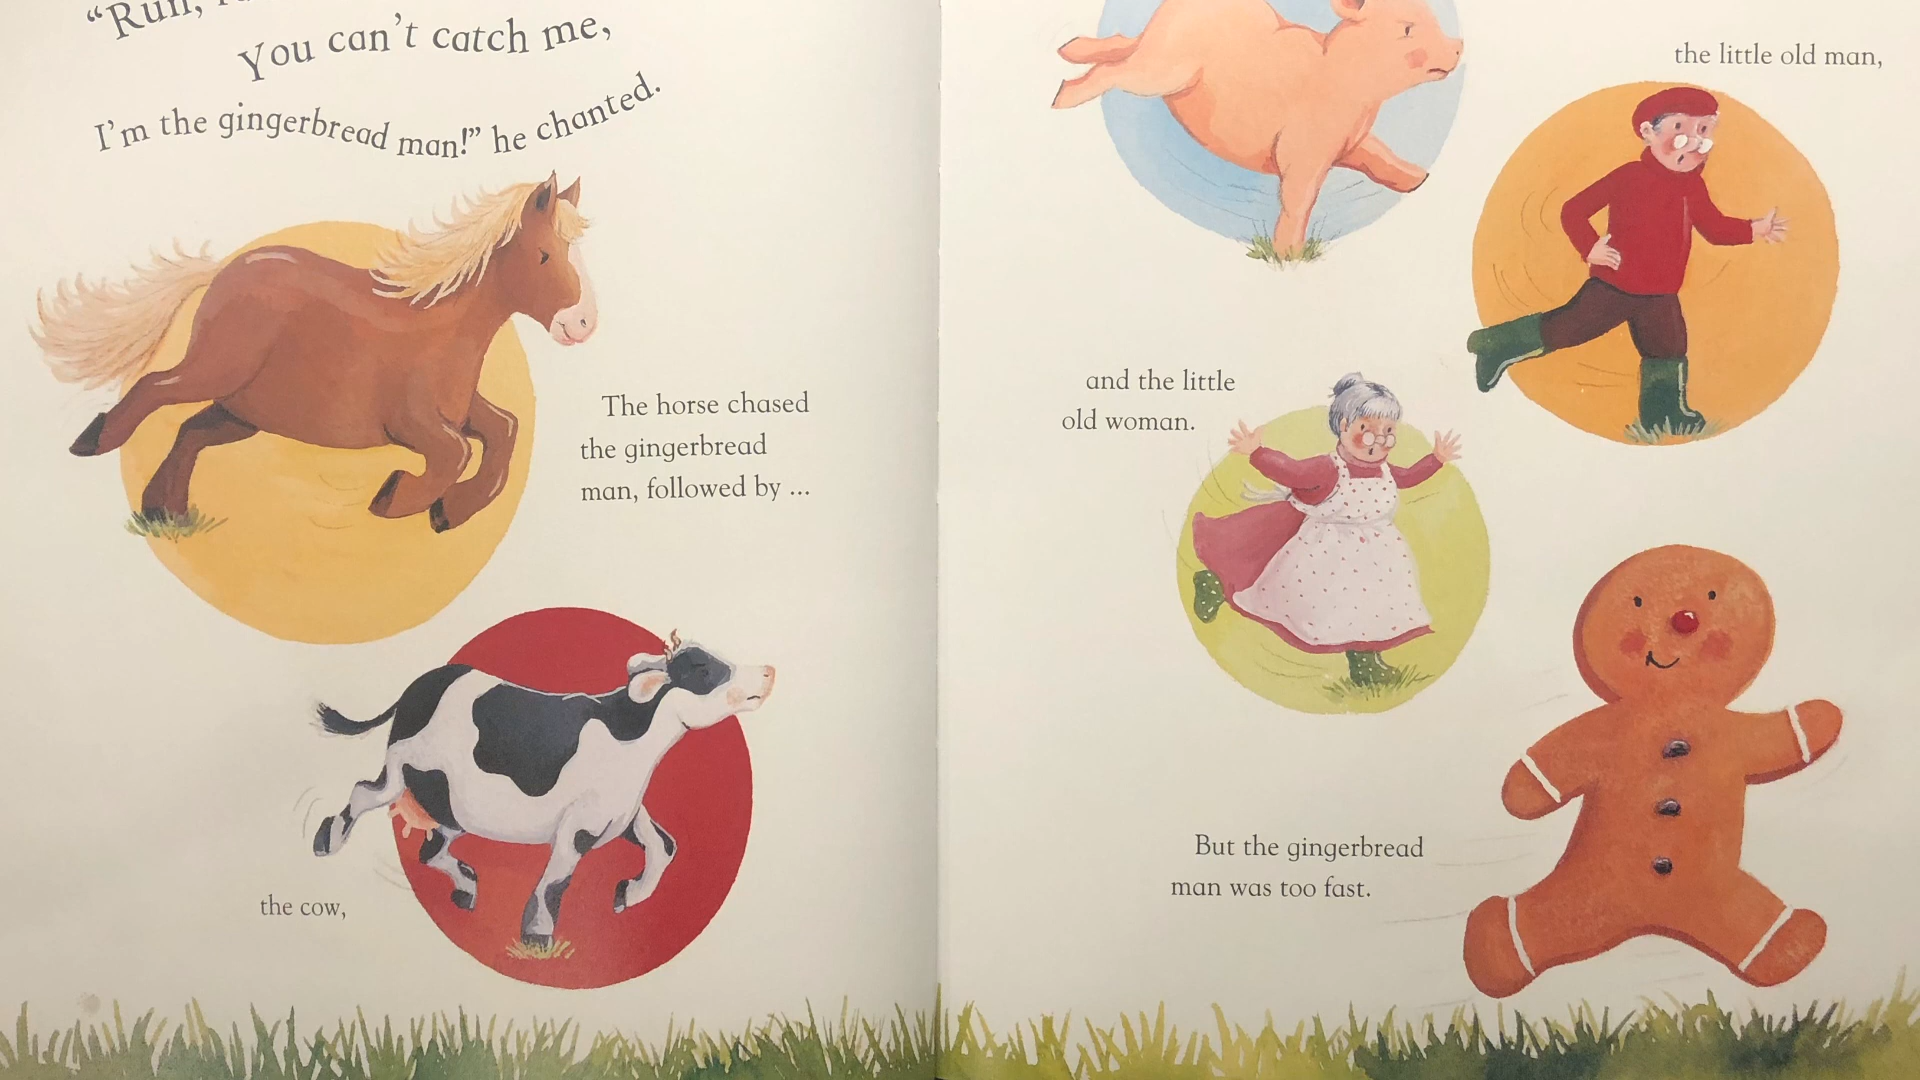 "Run,
You can't catch me,
I'm the gingerbread man!" he chanted.
The horse chased
the gingerbread
man, followed by ...
the cow,
the little old man,
and the little
old woman.
But the gingerbread
man was too fast.